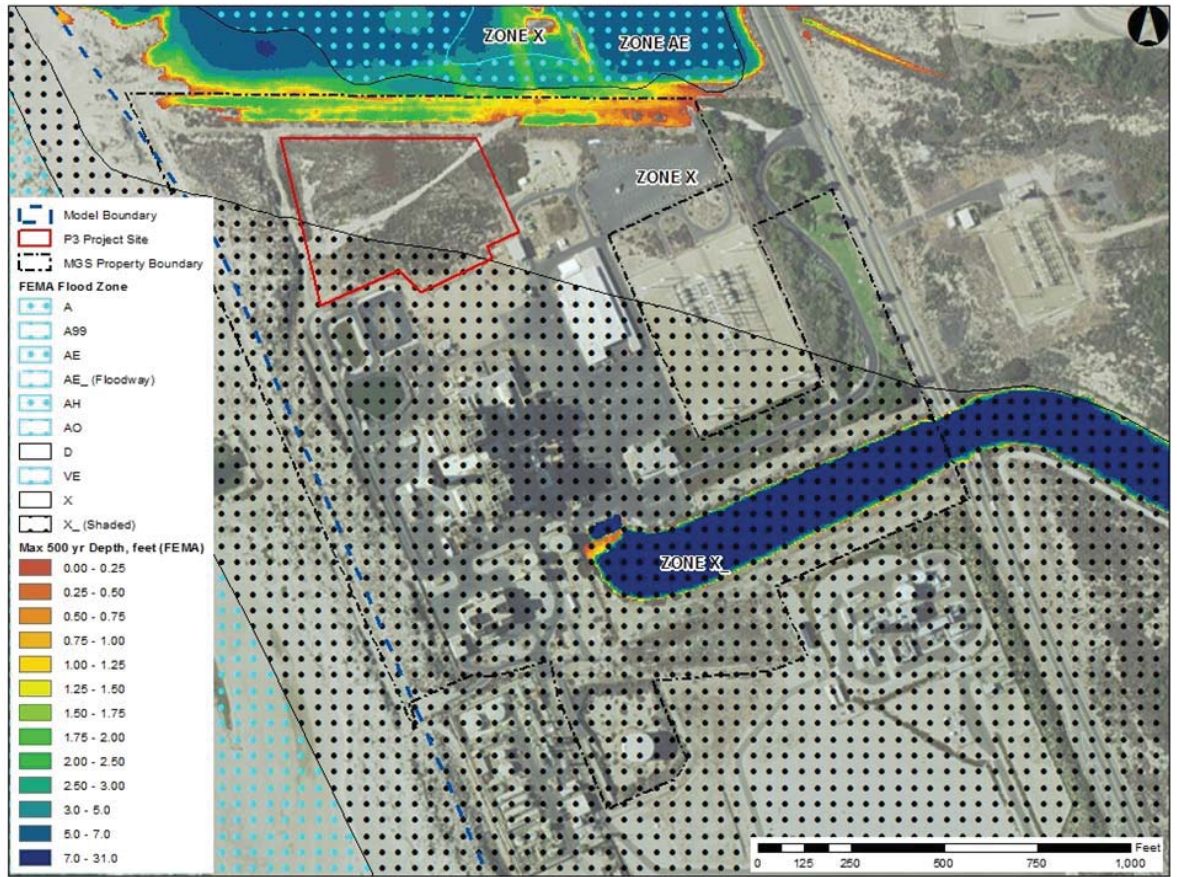 ZONE X
ZONE AE
ZONE X
ZONE X_
Model Boundary
P3 Project Site
MGS Property Boundary
FEMA Flood Zone
A
A99
AE
AE_ (Floodway)
AH
AO
D
VE
X
X_ (Shaded)
Max 500 yr Depth, feet (FEMA)
0.00 - 0.25
0.25 - 0.50
0.50 - 0.75
0.75 - 1.00
1.00 - 1.25
1.25 - 1.50
1.50 - 1.75
1.75 - 2.00
2.00 - 2.50
2.50 - 3.00
3.0 - 5.0
5.0 - 7.0
7.0 - 31.0
Feet
0 125 250 500 750 1,000